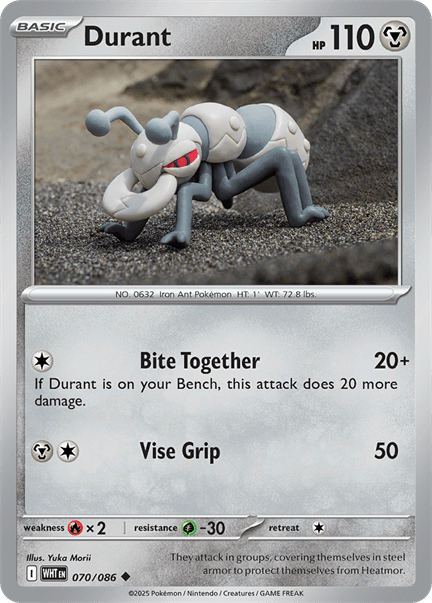 BASIC Durant HP 110
NO. 0632 Iron Ant Pokémon HT: 1' WT: 72.8 lbs.
Bite Together 20+
If Durant is on your Bench, this attack does 20 more
damage.
Vise Grip 50
weakness ×2 resistance -30 retreat
Illus. Yuka Morii
They attack in groups, covering themselves in steel
armor to protect themselves from Heatmor.
I WHT EN 070/086
©2025 Pokémon / Nintendo / Creatures / GAME FREAK